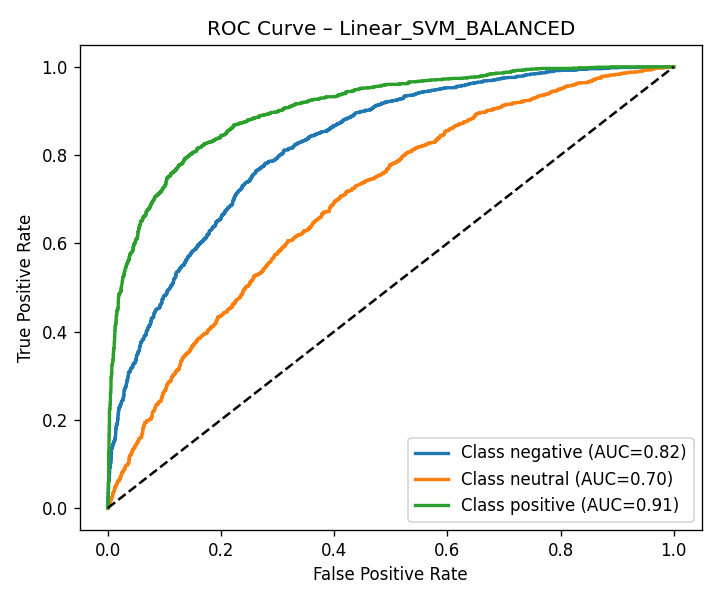 ROC Curve – Linear_SVM_BALANCED
True Positive Rate
1.0
0.8
0.6
0.4
0.2
0.0
Class negative (AUC=0.82)
Class neutral (AUC=0.70)
Class positive (AUC=0.91)
0.0 0.2 0.4 0.6 0.8 1.0
False Positive Rate